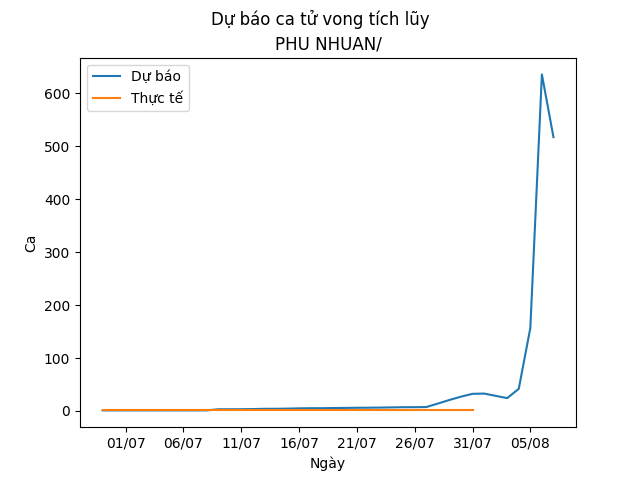 Dự báo ca tử vong tích lũy
PHU NHUAN/
Dự báo
Thực tế
600
500
400
300
200
100
0
Ca
01/07 06/07 11/07 16/07 21/07 26/07 31/07 05/08
Ngày